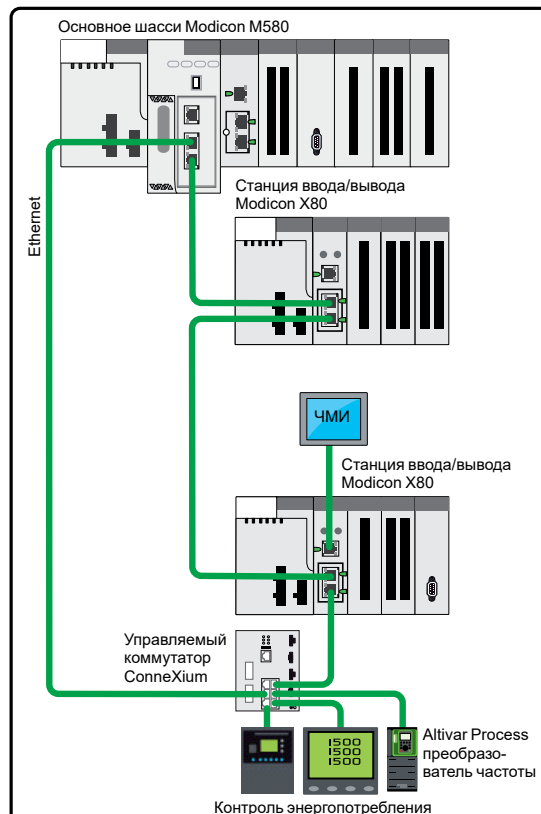 Основное шасси Modicon M580
Ethernet
Станция ввода/вывода
Modicon X80
ЧМИ
Станция ввода/вывода
Modicon X80
Управляемый
коммутатор
ConneXium
1500
1500
1500
Altivar Process
преобразо-
ватель частоты
Контроль энергопотребления